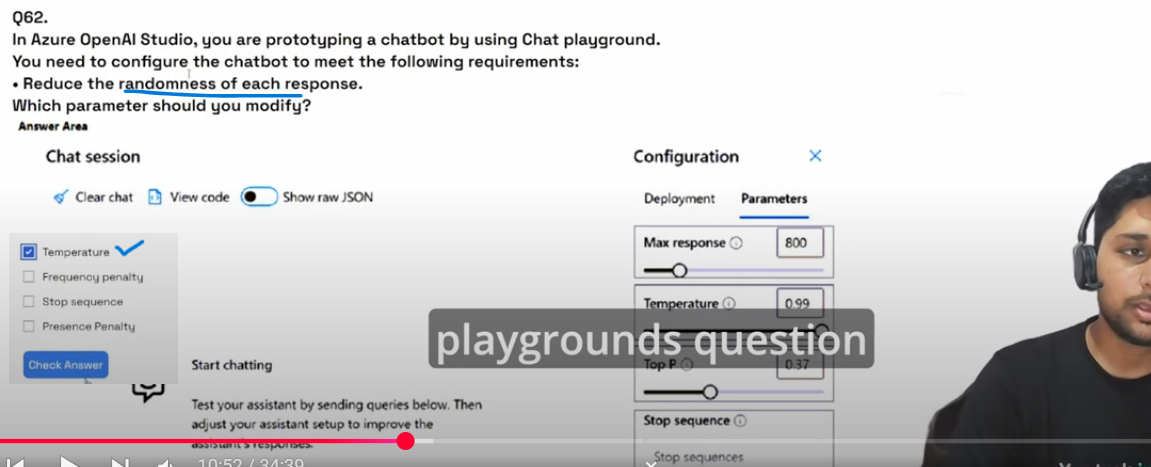 Q62.
In Azure OpenAI Studio, you are prototyping a chatbot by using Chat playground.
You need to configure the chatbot to meet the following requirements:
• Reduce the randomness of each response.
Which parameter should you modify?
Answer Area
Chat session
Configuration
Clear chat View code Show raw JSON
Deployment Parameters
Max response 800
Temperature
Frequency penalty
Stop sequence
Presence Penalty
Check Answer
Temperature 0.99
playgrounds question
Top P 0.37
Start chatting
Test your assistant by sending queries below. Then
adjust your assistant setup to improve the
assistant's responses.
Stop sequence
Stop sequences
10:52 / 34:39